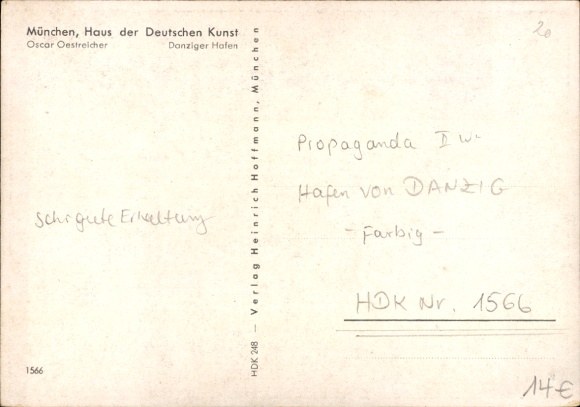 München, Haus der Deutschen Kunst
Oscar Oestreicher Danziger Hafen
Sehr gute Erhaltung
1566
HDK 248 — Verlag Heinrich Hoffmann, München
Propaganda II W-
Hafen von DANZIG
- Farbig -
HDK Nr. 1566
14€